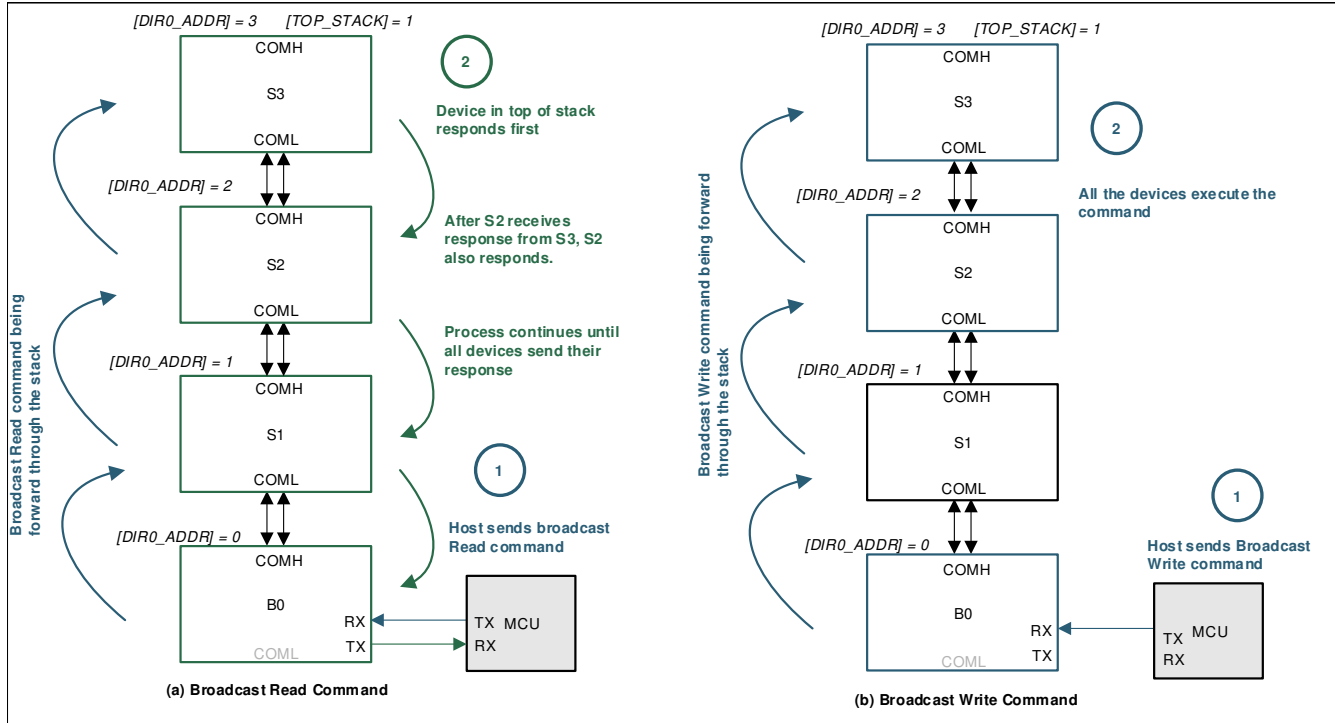 [DIR0_ADDR] = 3 [TOP_STACK] = 1
COMH
S3
COML
2
Device in top of stack
responds first
[DIR0_ADDR] = 2
COMH
S2
COML
After S2 receives
response from S3, S2
also responds.
[DIR0_ADDR] = 1
COMH
S1
COML
Process continues until
all devices send their
response
1
Host sends broadcast
Read command
[DIR0_ADDR] = 0
COMH
B0
RX
TX
COML
TX MCU
RX
Broadcast Read command being
forward through the stack
(a) Broadcast Read Command
[DIR0_ADDR] = 3 [TOP_STACK] = 1
COMH
S3
COML
2
All the devices execute the
command
[DIR0_ADDR] = 2
COMH
S2
COML
[DIR0_ADDR] = 1
COMH
S1
COML
1
Host sends Broadcast
Write command
[DIR0_ADDR] = 0
COMH
B0
RX
TX
COML
TX MCU
RX
Broadcast Write command being forward
through the stack
(b) Broadcast Write Command